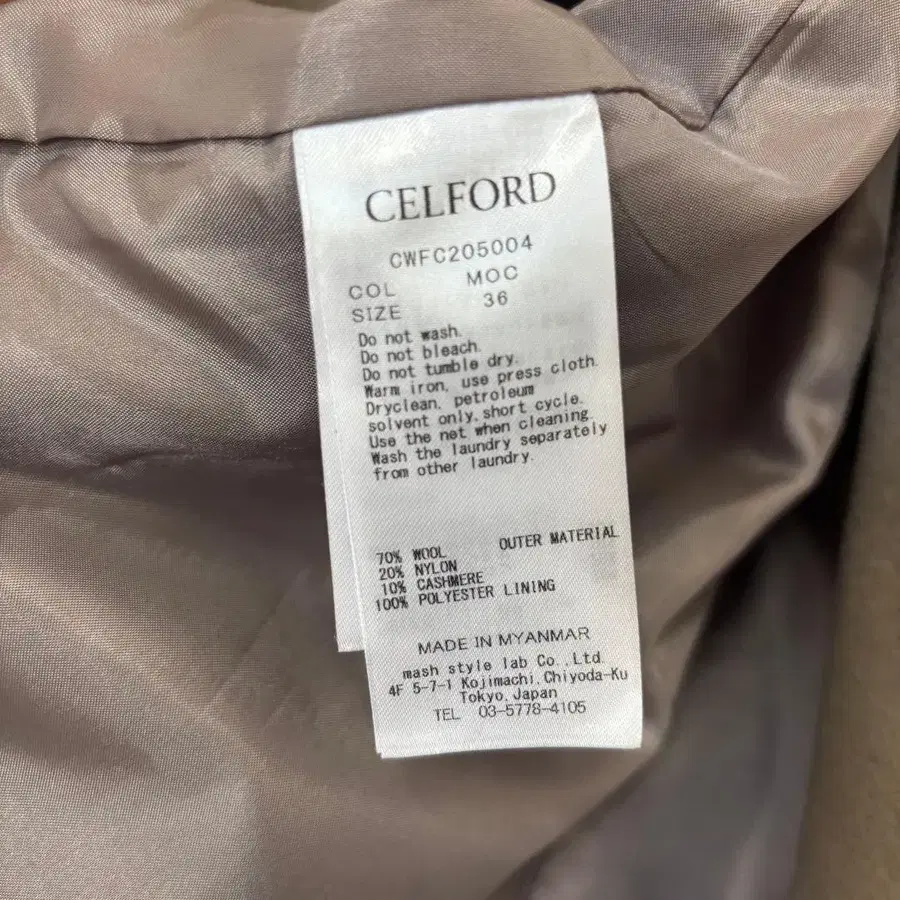 CELFORD
CWFC205004
COL MOC
SIZE 36
Do not wash.
Do not bleach.
Do not tumble dry.
Warm iron, use press cloth.
Dryclean, petroleum
solvent only, short cycle.
Use the net when cleaning.
Wash the laundry separately
from other laundry.
70% WOOL OUTER MATERIAL
20% NYLON
10% CASHMERE
100% POLYESTER LINING
MADE IN MYANMAR
mash style lab Co.,Ltd.
4F 5-7-1 Kojimachi, Chiyoda-Ku
Tokyo, Japan
TEL 03-5778-4105